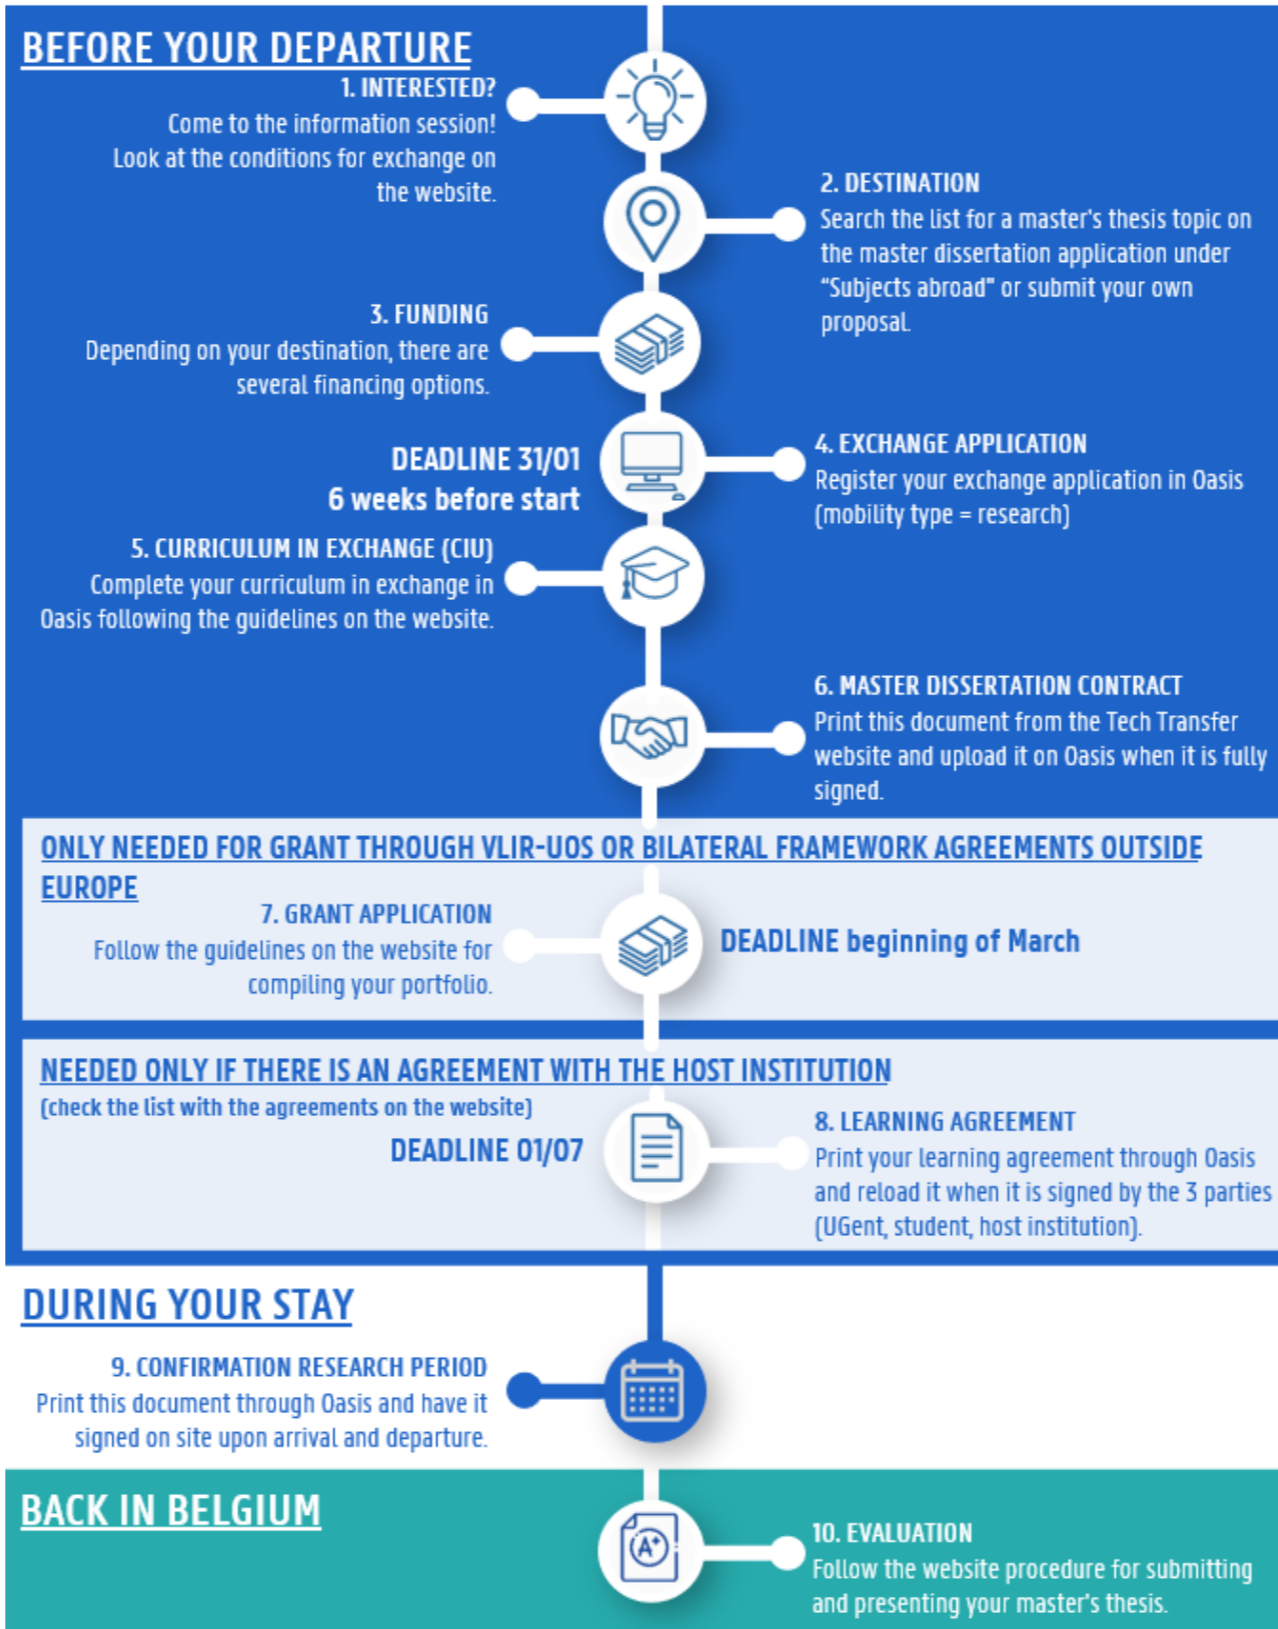 BEFORE YOUR DEPARTURE
1. INTERESTED?
Come to the information session!
Look at the conditions for exchange on
the website.
2. DESTINATION
Search the list for a master's thesis topic on
the master dissertation application under
“Subjects abroad" or submit your own
proposal.
3. FUNDING
Depending on your destination, there are
several financing options.
DEADLINE 31/01
6 weeks before start
4. EXCHANGE APPLICATION
Register your exchange application in Oasis
(mobility type = research)
5. CURRICULUM IN EXCHANGE (CIU)
Complete your curriculum in exchange in
Oasis following the guidelines on the website.
6. MASTER DISSERTATION CONTRACT
Print this document from the Tech Transfer
website and upload it on Oasis when it is fully
signed.
ONLY NEEDED FOR GRANT THROUGH VLIR-UOS OR BILATERAL FRAMEWORK AGREEMENTS OUTSIDE
EUROPE
7. GRANT APPLICATION
Follow the guidelines on the website for
compiling your portfolio.
DEADLINE beginning of March
NEEDED ONLY IF THERE IS AN AGREEMENT WITH THE HOST INSTITUTION
(check the list with the agreements on the website)
DEADLINE 01/07
8. LEARNING AGREEMENT
Print your learning agreement through Oasis
and reload it when it is signed by the 3 parties
(UGent, student, host institution).
DURING YOUR STAY
9. CONFIRMATION RESEARCH PERIOD
Print this document through Oasis and have it
signed on site upon arrival and departure.
BACK IN BELGIUM
A+
10. EVALUATION
Follow the website procedure for submitting
and presenting your master's thesis.